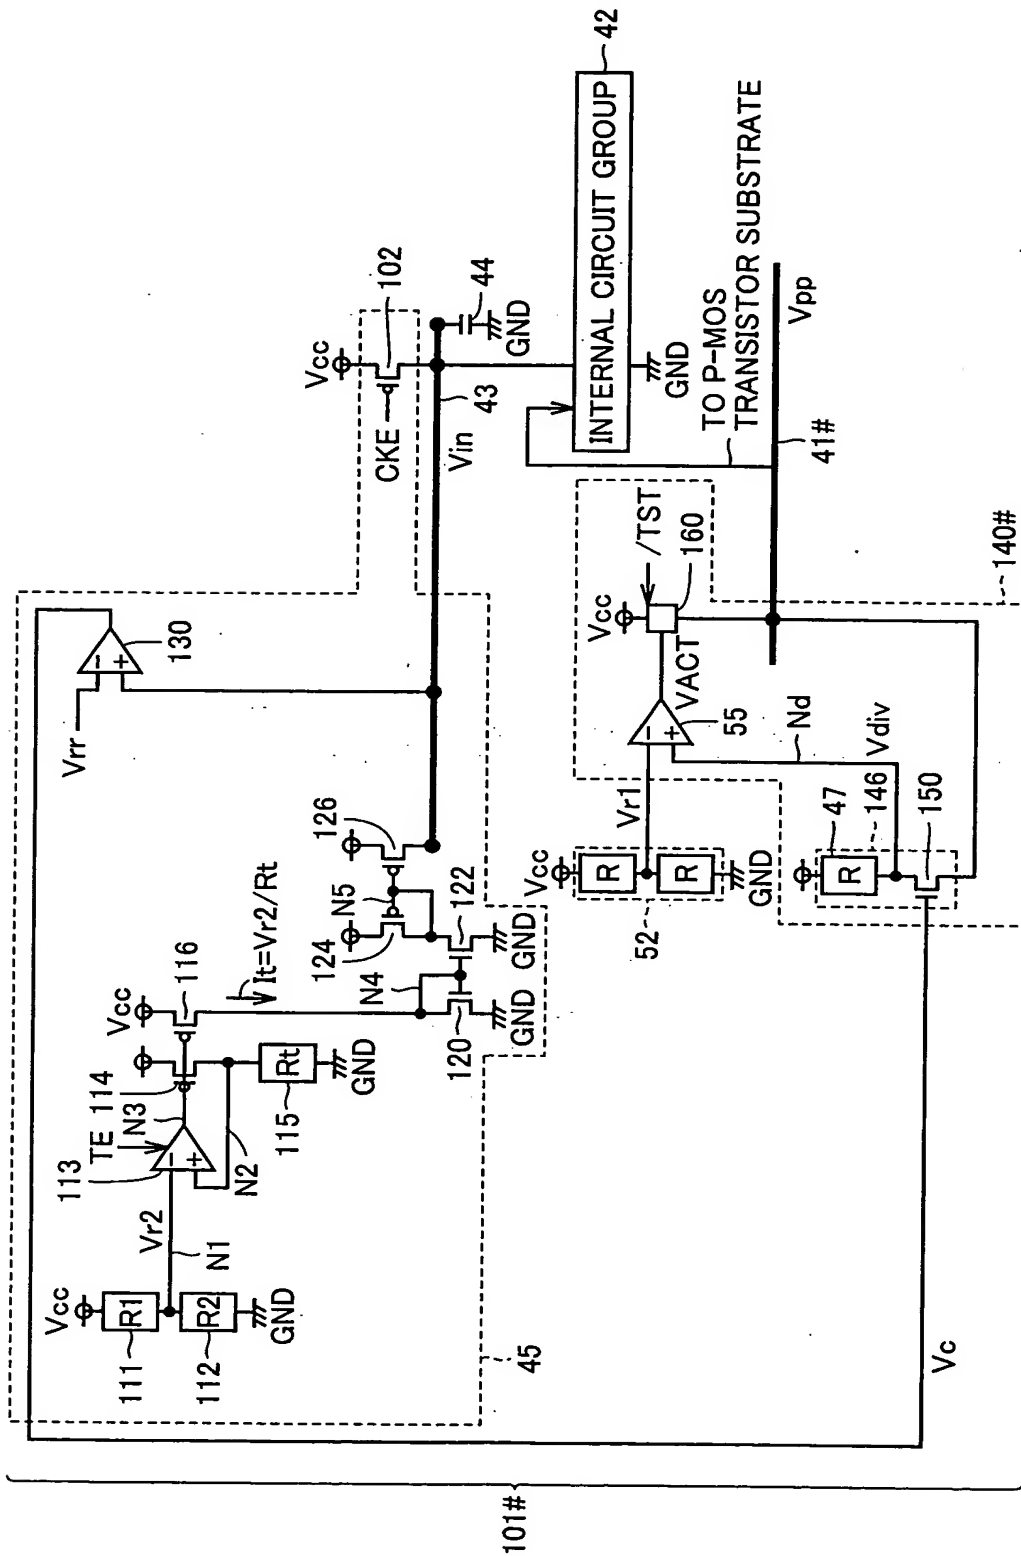 101#
45
Vcc
R1
111
R2
112
GND
Vr2
N1
113
TE
N3
114
N2
115
Rt
GND
Vcc
116
It=Vr2/Rt
N4
120
GND
122
GND
124
N5
126
Vrr
130
Vcc
102
CKE
Vin
43
44
GND
INTERNAL CIRCUIT GROUP
42
GND
TO P-MOS
TRANSISTOR SUBSTRATE
Vpp
41#
140#
Vcc
/TST
160
VACT
55
Nd
Vdiv
Vr1
Vcc
R
R
52
GND
R
47
146
150
Vc
-
+
-
+
-
+